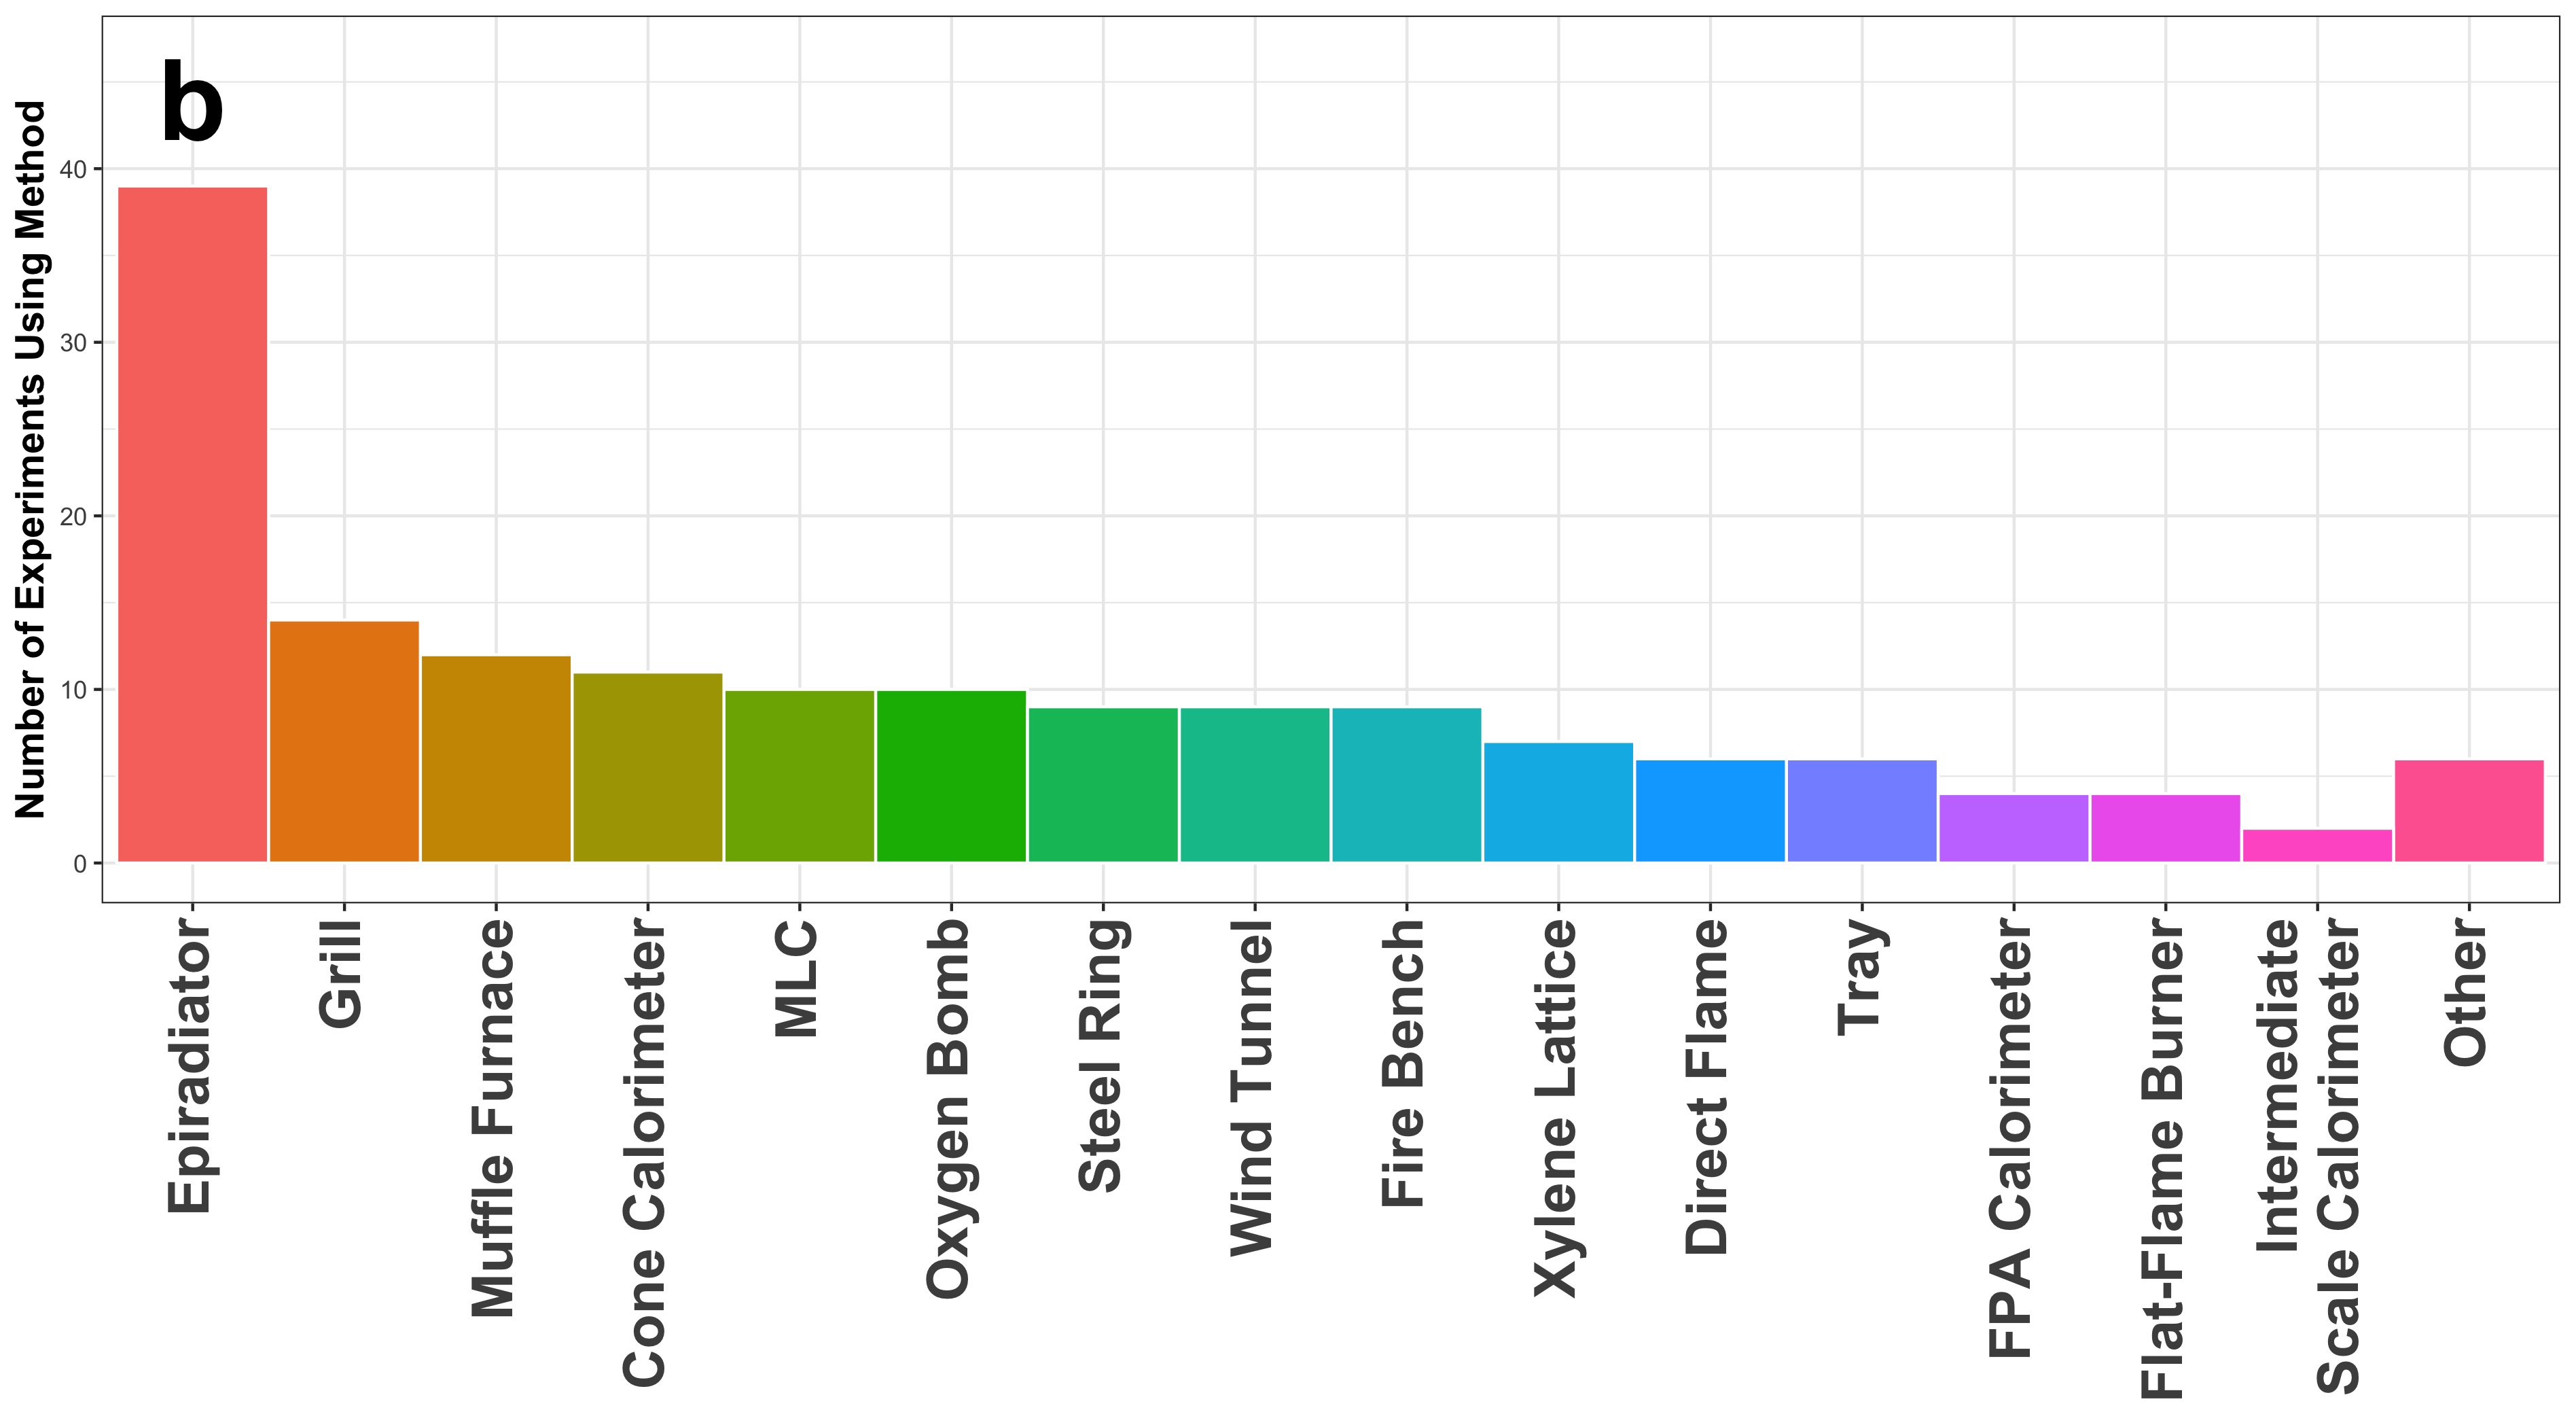 b
Number of Experiments Using Method
40
30
20
10
0
Epiradiator
Grill
Muffle Furnace
Cone Calorimeter
MLC
Oxygen Bomb
Steel Ring
Wind Tunnel
Fire Bench
Xylene Lattice
Direct Flame
Tray
FPA Calorimeter
Flat-Flame Burner
Intermediate
Scale Calorimeter
Other